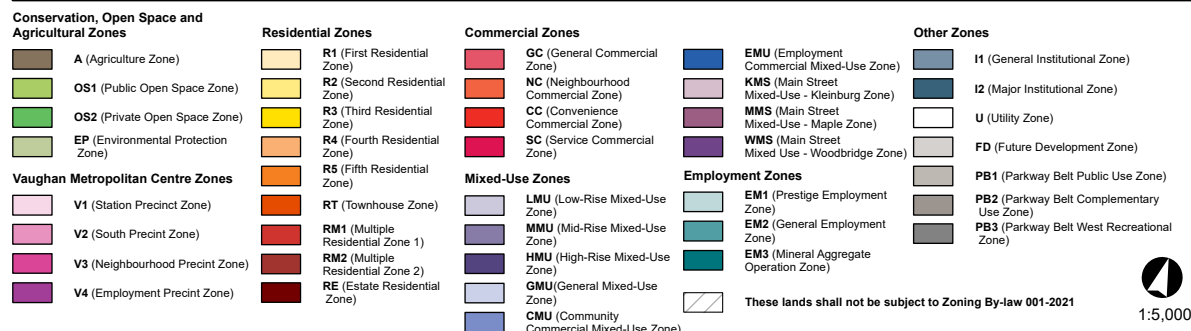 Conservation, Open Space and
Agricultural Zones
A (Agriculture Zone)
OS1 (Public Open Space Zone)
OS2 (Private Open Space Zone)
EP (Environmental Protection
Zone)
Vaughan Metropolitan Centre Zones
V1 (Station Precinct Zone)
V2 (South Precint Zone)
V3 (Neighbourhood Precint Zone)
V4 (Employment Precint Zone)
Residential Zones
R1 (First Residential
Zone)
R2 (Second Residential
Zone)
R3 (Third Residential
Zone)
R4 (Fourth Residential
Zone)
R5 (Fifth Residential
Zone)
RT (Townhouse Zone)
RM1 (Multiple
Residential Zone 1)
RM2 (Multiple
Residential Zone 2)
RE (Estate Residential
Zone)
Commercial Zones
GC (General Commercial
Zone)
NC (Neighbourhood
Commercial Zone)
CC (Convenience
Commercial Zone)
SC (Service Commercial
Zone)
Mixed-Use Zones
LMU (Low-Rise Mixed-Use
Zone)
MMU (Mid-Rise Mixed-Use
Zone)
HMU (High-Rise Mixed-Use
Zone)
GMU(General Mixed-Use
Zone)
CMU (Community
Commercial Mixed-Use Zone)
EMU (Employment
Commercial Mixed-Use Zone)
KMS (Main Street
Mixed-Use - Kleinburg Zone)
MMS (Main Street
Mixed-Use - Maple Zone)
WMS (Main Street
Mixed Use - Woodbridge Zone)
Employment Zones
EM1 (Prestige Employment
Zone)
EM2 (General Employment
Zone)
EM3 (Mineral Aggregate
Operation Zone)
These lands shall not be subject to Zoning By-law 001-2021
Other Zones
I1 (General Institutional Zone)
I2 (Major Institutional Zone)
U (Utility Zone)
FD (Future Development Zone)
PB1 (Parkway Belt Public Use Zone)
PB2 (Parkway Belt Complementary
Use Zone)
PB3 (Parkway Belt West Recreational
Zone)
1:5,000